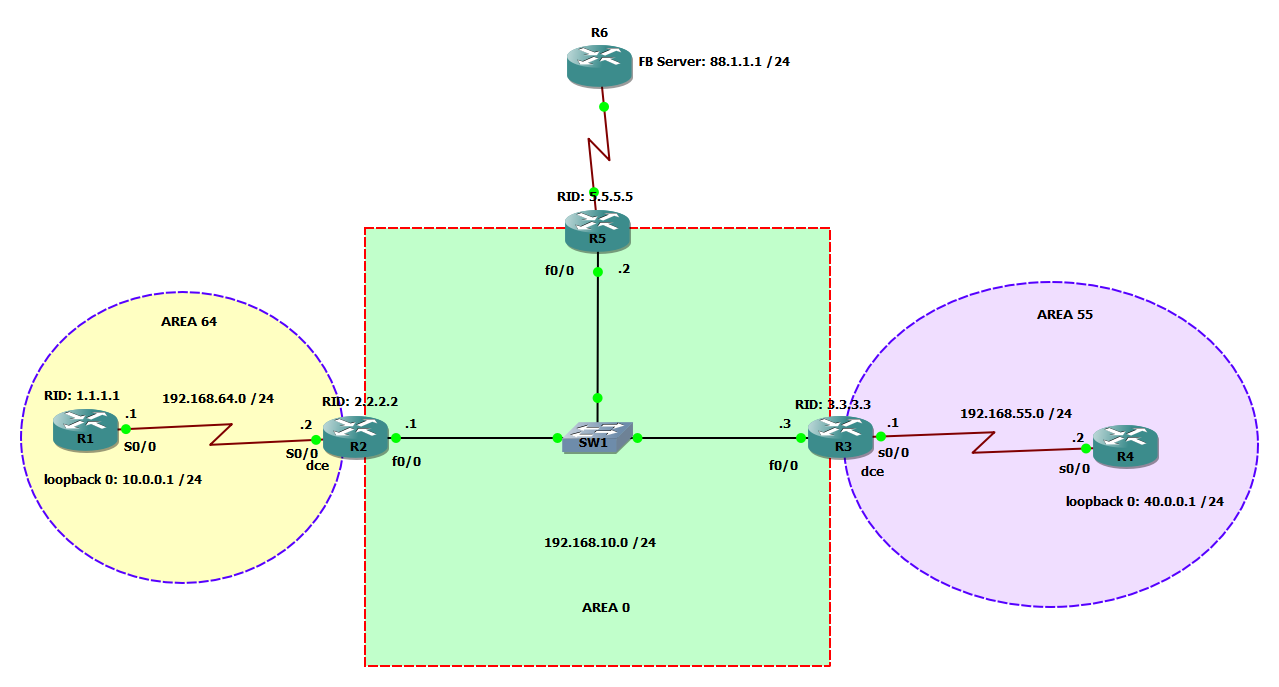 R6
FB Server: 88.1.1.1 /24
RID: 5.5.5.5
R5
f0/0
.2
AREA 64
AREA 55
RID: 1.1.1.1
192.168.64.0 /24
RID: 2.2.2.2
RID: 3.3.3.3
192.168.55.0 /24
.1
.2
.1
.3
.1
.2
R1
S0/0
S0/0
dce
R2
f0/0
SW1
f0/0
R3
s0/0
dce
s0/0
R4
loopback 0: 10.0.0.1 /24
loopback 0: 40.0.0.1 /24
192.168.10.0 /24
AREA 0